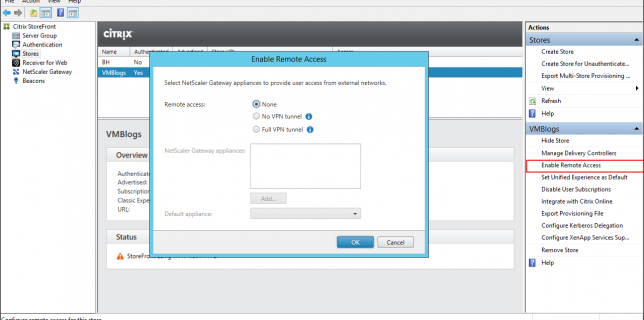 File Action View Help
Citrix StoreFront
Server Group
Authentication
Stores
Receiver for Web
NetScaler Gateway
Beacons
CITRIX
Name Authenticated Advertised Store URL Access
BH No
VMBlogs Yes
Enable Remote Access
Select NetScaler Gateway appliances to provide user access from external networks.
Remote access:
None
No VPN tunnel
Full VPN tunnel
NetScaler Gateway appliances:
Add...
Default appliance:
OK Cancel
VMBlogs
Overview
Authenticat
Advertised:
Subscription
Classic Expe
URL:
Status
StoreFront
Actions
Stores
Create Store
Create Store for Unauthenticate...
Export Multi-Store Provisioning ...
View
Refresh
Help
VMBlogs
Hide Store
Manage Delivery Controllers
Enable Remote Access
Set Unified Experience as Default
Disable User Subscriptions
Integrate with Citrix Online
Export Provisioning File
Configure Kerberos Delegation
Configure XenApp Services Sup...
Remove Store
Help
Configure remote access for this store